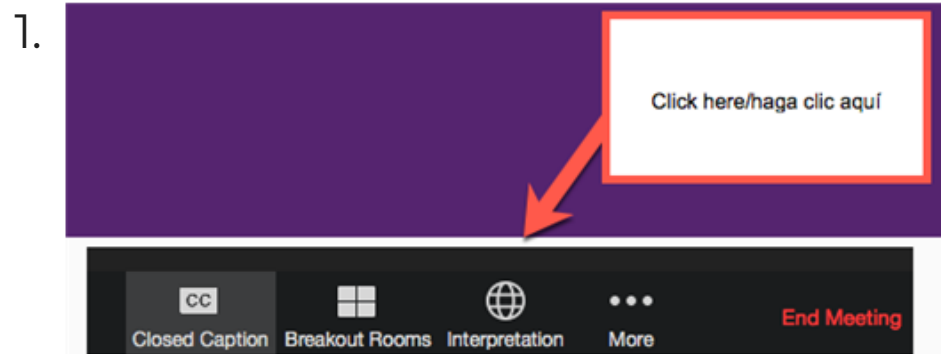 1.
Click here/haga clic aquí
CC
Closed Caption Breakout Rooms Interpretation More End Meeting